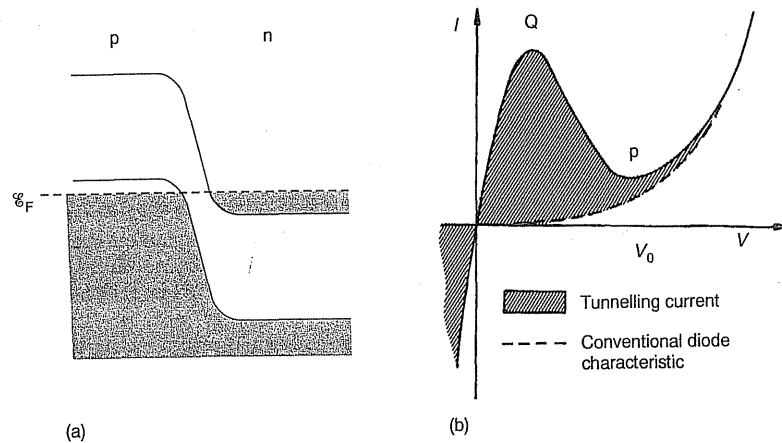 p
n
ℰF
(a)
I
Q
p
V0
V
Tunnelling current
Conventional diode
characteristic
(b)